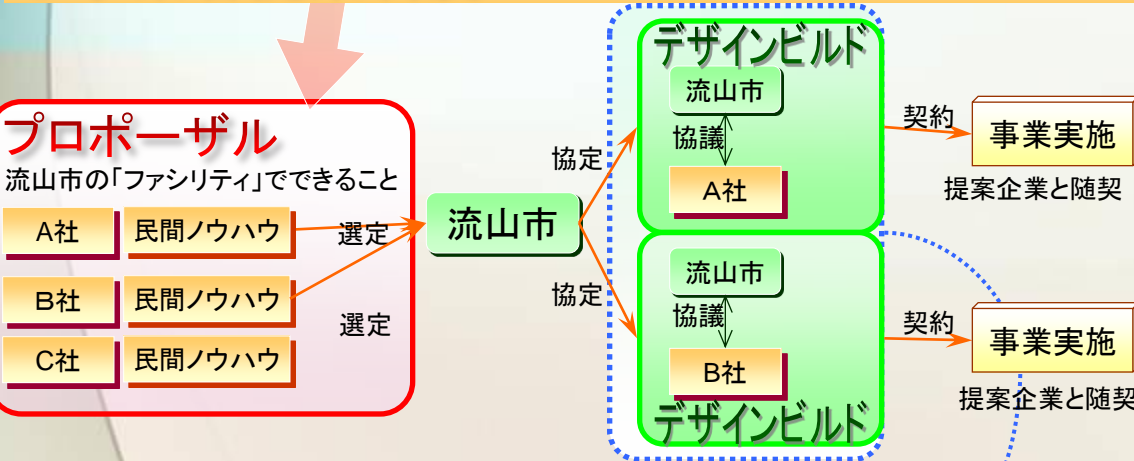 プロポーザル
流山市の「ファシリティ」でできること
A社 民間ノウハウ 選定
B社 民間ノウハウ 選定
C社 民間ノウハウ
流山市
協定
協定
デザインビルド
流山市
協議
A社
契約
事業実施
提案企業と随契
流山市
協議
B社
デザインビルド
契約
事業実施
提案企業と随契